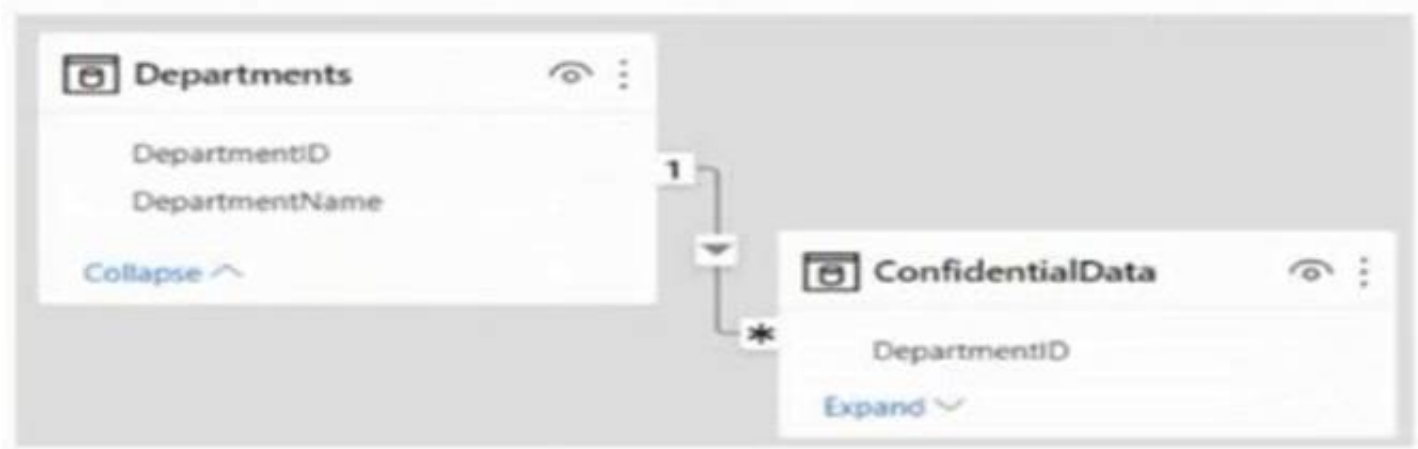 Departments
DepartmentID
DepartmentName
Collapse
1
*
ConfidentialData
DepartmentID
Expand